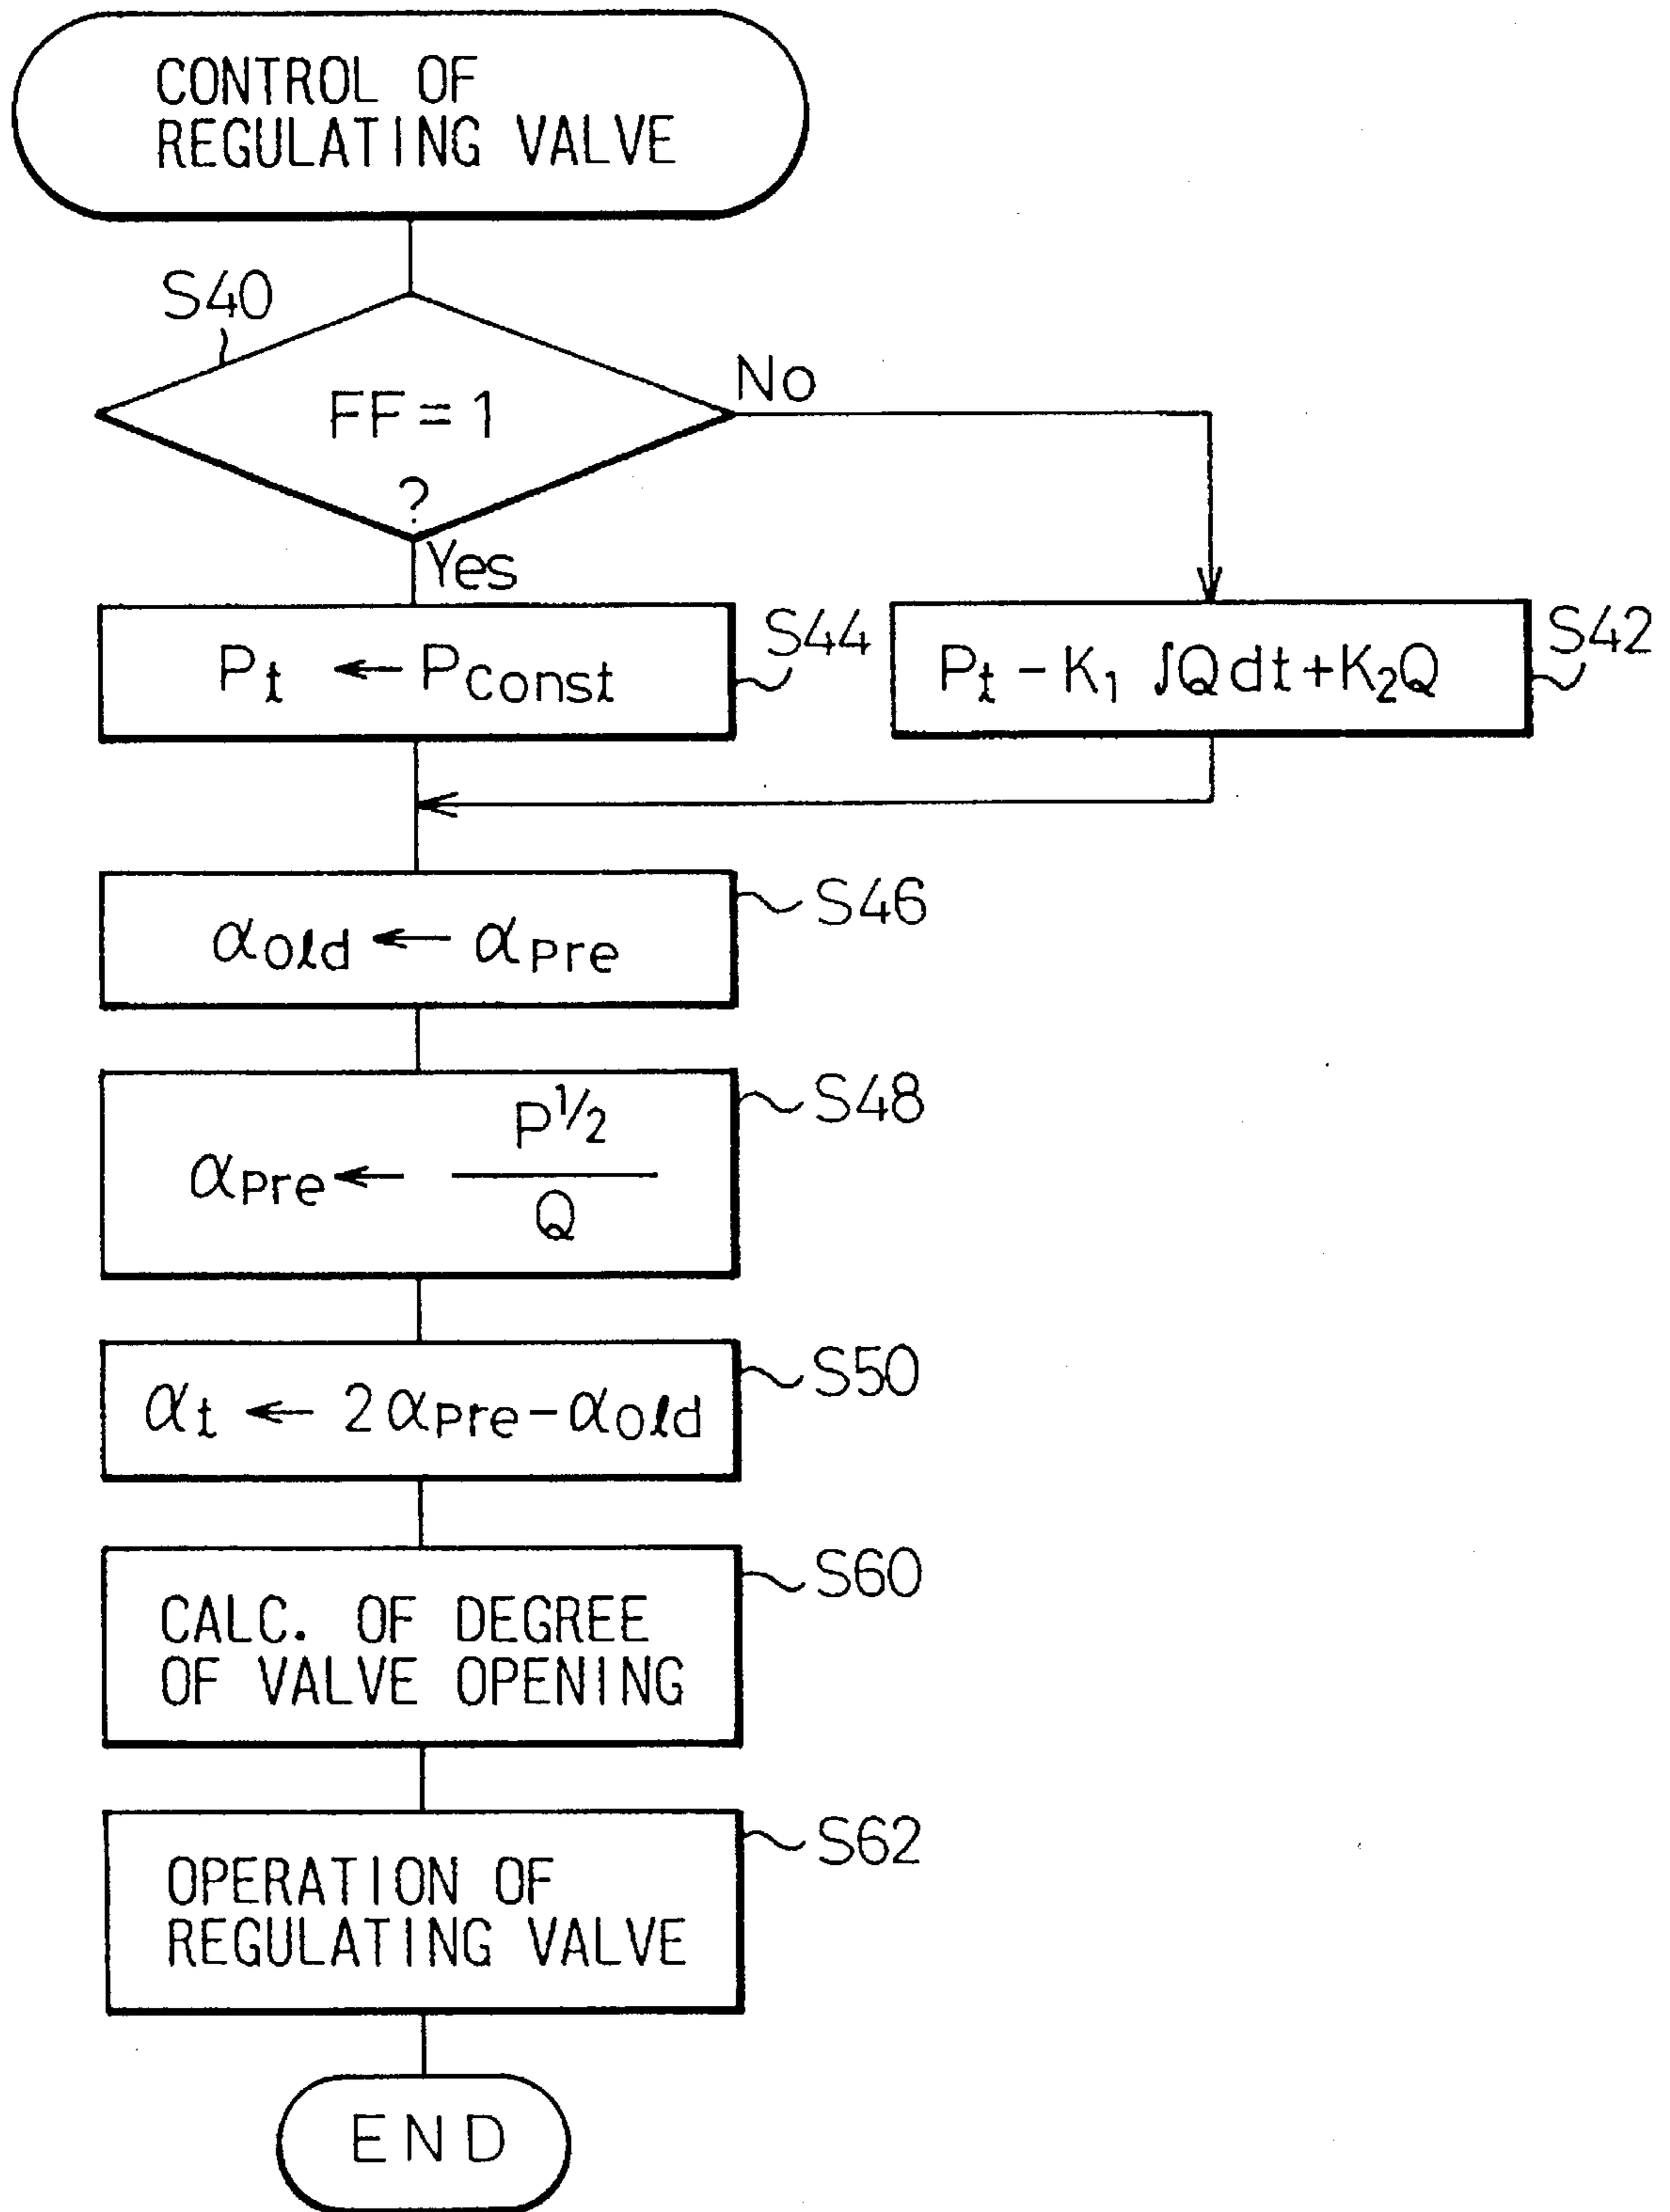 CONTROL OF
REGULATING VALVE
S40
FF = 1
?
No
Yes
S44
Pt ← PConst
S42
Pt - K1 ∫Qdt+K2Q
S46
αOld ← αPre
S48
αPre ← P^1/2
Q
S50
αt ← 2αPre-αOld
S60
CALC. OF DEGREE
OF VALVE OPENING
S62
OPERATION OF
REGULATING VALVE
END